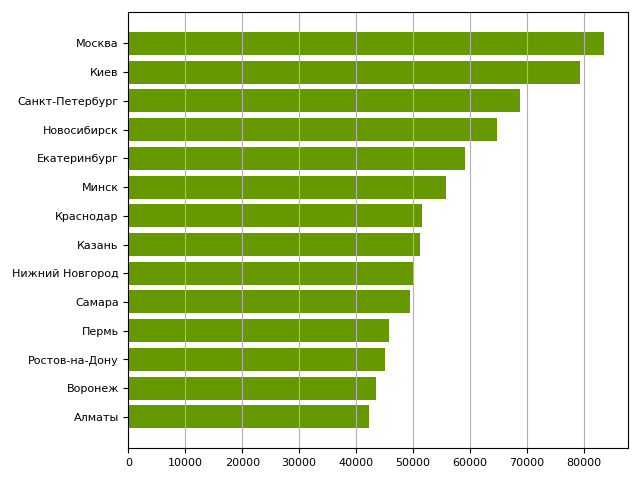 Москва
Киев
Санкт-Петербург
Новосибирск
Екатеринбург
Минск
Краснодар
Казань
Нижний Новгород
Самара
Пермь
Ростов-на-Дону
Воронеж
Алматы
0 10000 20000 30000 40000 50000 60000 70000 80000